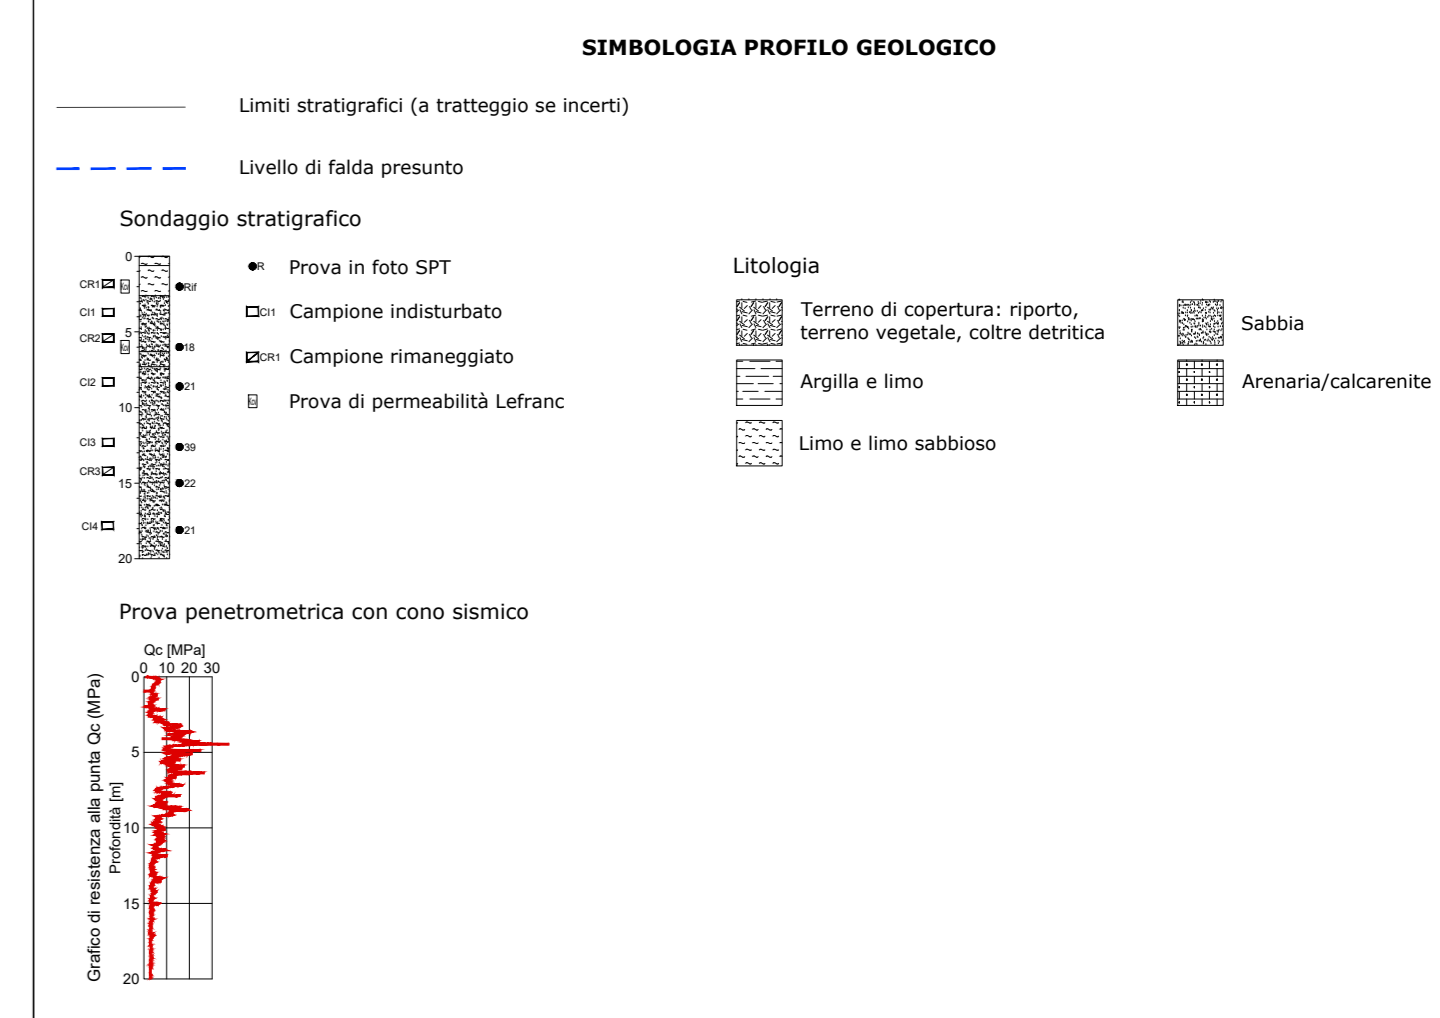 SIMBOLOGIA PROFILO GEOLOGICO
Limiti stratigrafici (a tratteggio se incerti)
Livello di falda presunto
Sondaggio stratigrafico
0
CR1
Rif
CI1
5
CR2
18
CI2
21
10
CI3
39
CR3
15
22
CI4
21
20
R
Prova in foto SPT
CI1
Campione indisturbato
CR1
Campione rimaneggiato
Prova di permeabilità Lefranc
Litologia
Terreno di copertura: riporto,
terreno vegetale, coltre detritica
Argilla e limo
Limo e limo sabbioso
Sabbia
Arenaria/calcarenite
Prova penetrometrica con cono sismico
Qc [MPa]
0 10 20 30
0
5
10
15
20
Grafico di resistenza alla punta Qc (MPa)
Profondità [m]